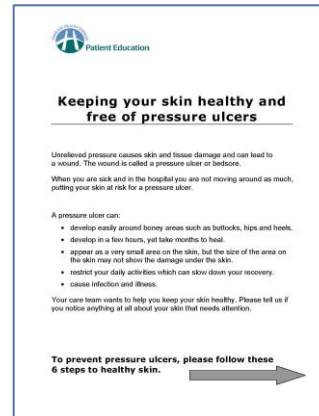 Patient Education
Keeping your skin healthy and
free of pressure ulcers
Unrelieved pressure causes skin and tissue damage and can lead to
a wound. The wound is called a pressure ulcer or bedsore.
When you are sick and in the hospital you are not moving around as much,
putting your skin at risk for a pressure ulcer.
A pressure ulcer can:
• develop easily around boney areas such as buttocks, hips and heels.
• develop in a few hours, yet take months to heal.
• appear as a very small area on the skin, but the size of the area on
the skin may not show the damage under the skin.
• restrict your daily activities which can slow down your recovery.
• cause infection and illness.
Your care team wants to help you keep your skin healthy. Please tell us if
you notice anything at all about your skin that needs attention.
To prevent pressure ulcers, please follow these
6 steps to healthy skin.